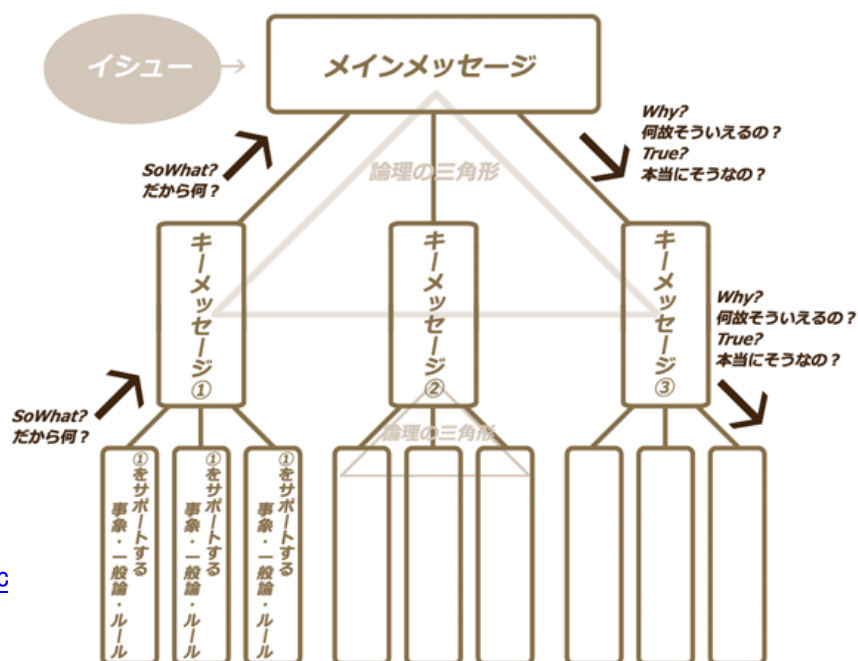 イシュー
→
メインメッセージ
SoWhat?
だから何？
Why?
何故そういえるの？
True?
本当にそうなの？
論理の三角形
キーメッセージ①
キーメッセージ②
キーメッセージ③
Why?
何故そういえるの？
True?
本当にそうなの？
SoWhat?
だから何？
論理の三角形
①をサポートする
事象・一般論・ルール
①をサポートする
事象・一般論・ルール
①をサポートする
事象・一般論・ルール
c